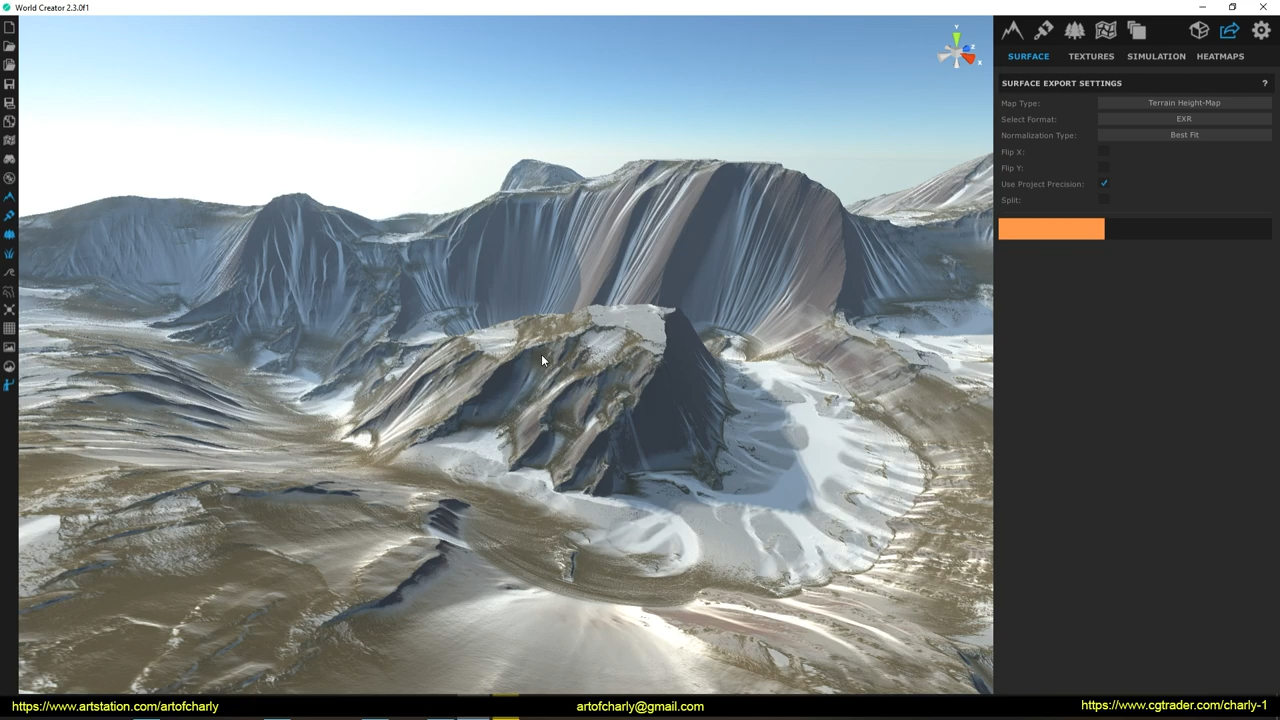 World Creator 2.3.0f1
Y
Z
X
SURFACE TEXTURES SIMULATION HEATMAPS
SURFACE EXPORT SETTINGS ?
Map Type: Terrain Height-Map
Select Format: EXR
Normalization Type: Best Fit
Flip X:
Flip Y:
Use Project Precision:
Split:
https://www.artstation.com/artofcharly artofcharly@gmail.com https://www.cgtrader.com/charly-1